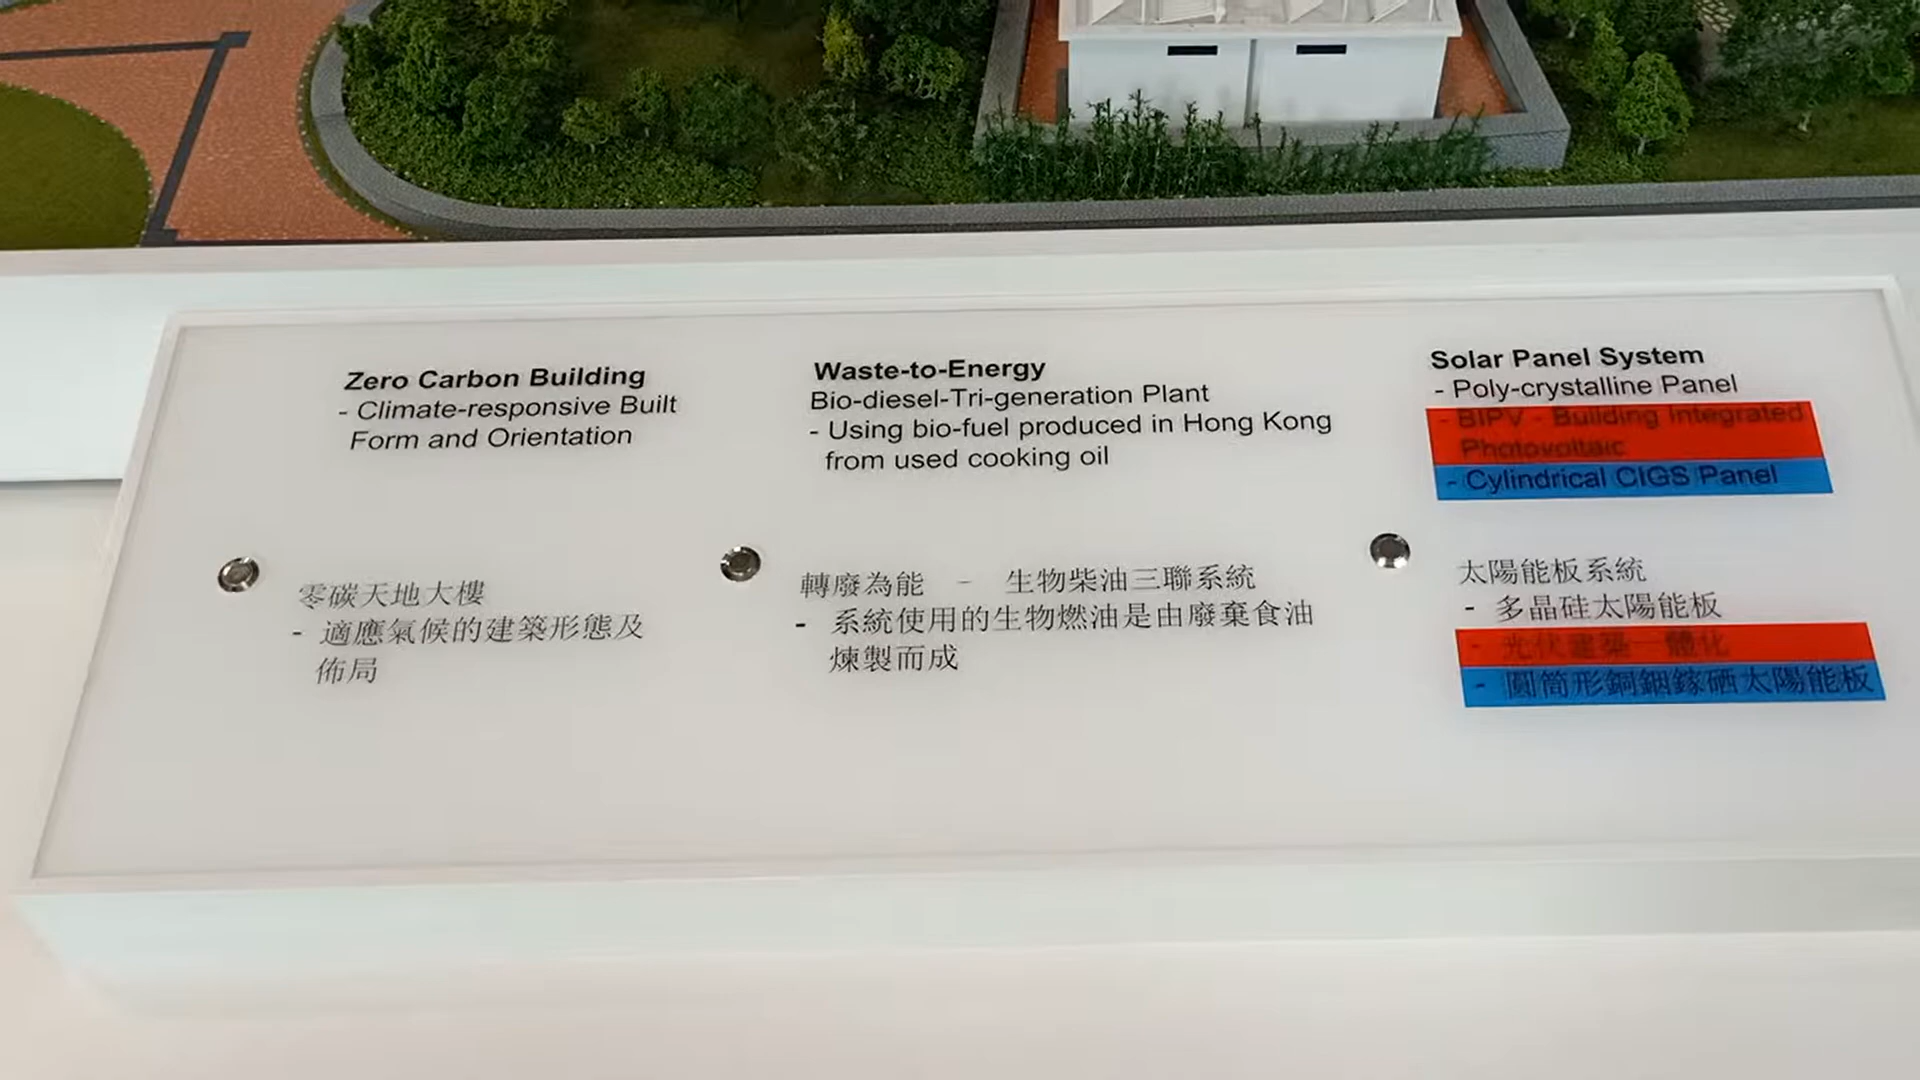 Zero Carbon Building
- Climate-responsive Built
Form and Orientation
零碳天地大樓
- 適應氣候的建築形態及
佈局
Waste-to-Energy
Bio-diesel-Tri-generation Plant
- Using bio-fuel produced in Hong Kong
from used cooking oil
轉廢為能 – 生物柴油三聯系統
- 系統使用的生物燃油是由廢棄食油
煉製而成
Solar Panel System
- Poly-crystalline Panel
- BIPV - Building Integrated
Photovoltaic
- Cylindrical CIGS Panel
太陽能板系統
- 多晶硅太陽能板
- 光伏建築一體化
- 圓筒形銅銦鎵硒太陽能板